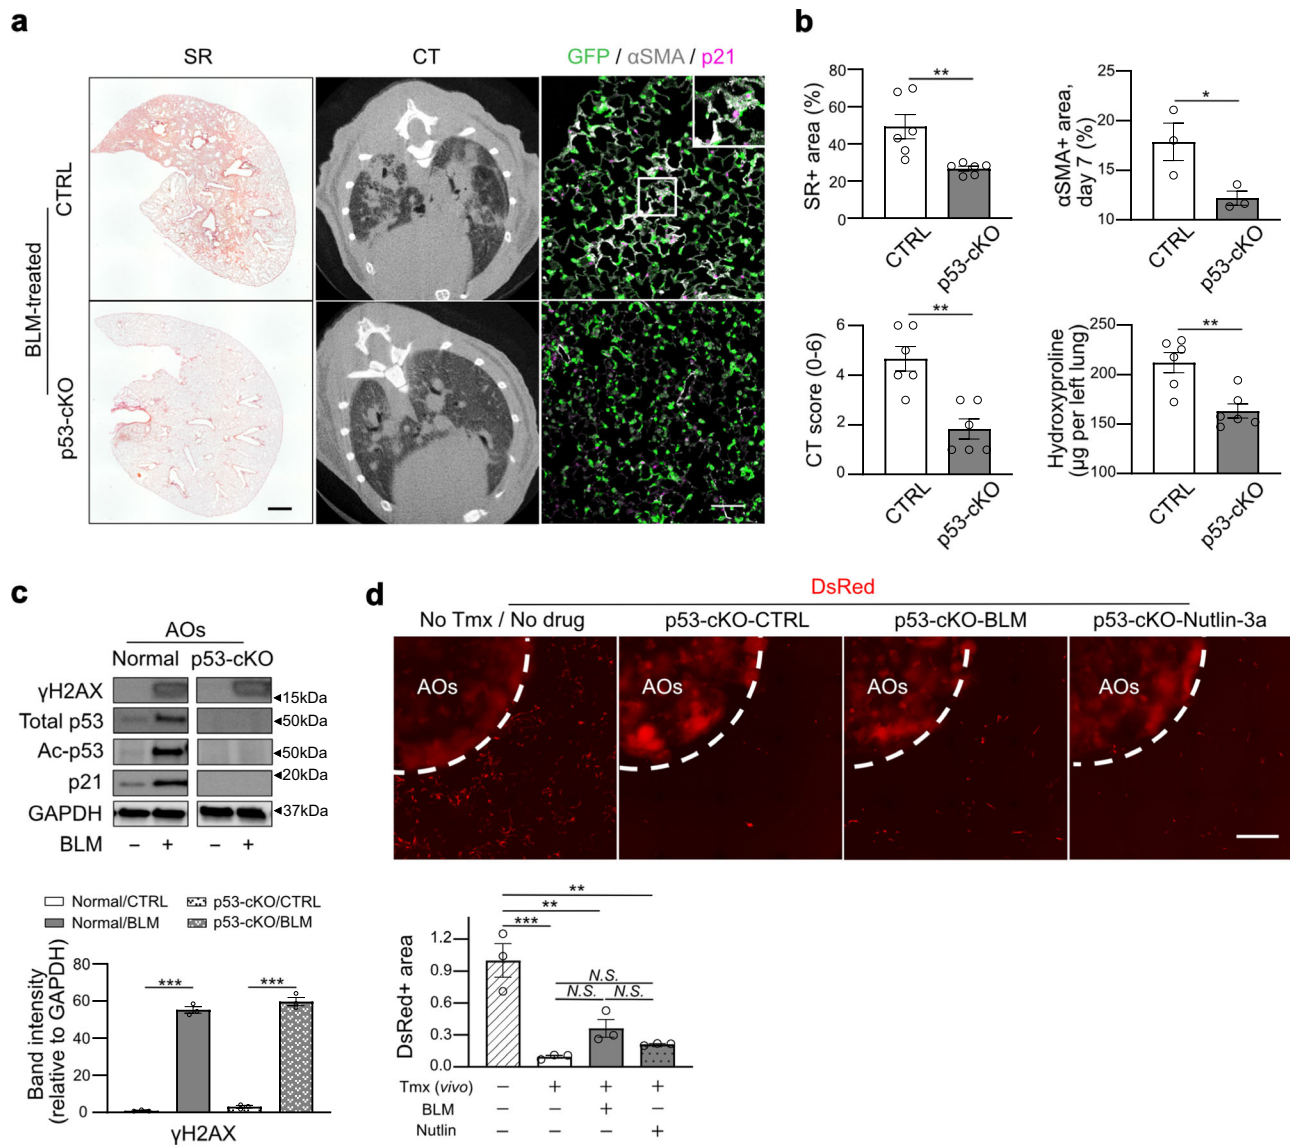 a
SR
CT
GFP / αSMA / p21
BLM-treated
CTRL
p53-cKO
b
SR+ area (%)
80
60
40
20
0
**
CTRL
p53-cKO
αSMA+ area,
day 7 (%)
25
20
15
10
*
CTRL
p53-cKO
CT score (0-6)
6
4
2
0
**
CTRL
p53-cKO
Hydroxyproline
(μg per left lung)
250
200
150
100
**
CTRL
p53-cKO
c
AOs
Normal p53-cKO
γH2AX
◄15kDa
Total p53
◄50kDa
Ac-p53
◄50kDa
p21
◄20kDa
GAPDH
◄37kDa
BLM – + – +
Normal/CTRL
p53-cKO/CTRL
Normal/BLM
p53-cKO/BLM
Band intensity
(relative to GAPDH)
80
60
40
20
0
***
***
γH2AX
d
DsRed
No Tmx / No drug
p53-cKO-CTRL
p53-cKO-BLM
p53-cKO-Nutlin-3a
AOs
AOs
AOs
AOs
DsRed+ area
1.2
0.9
0.6
0.3
0.0
**
**
***
N.S.
N.S.
N.S.
Tmx (vivo) – + + +
BLM +
Nutlin +